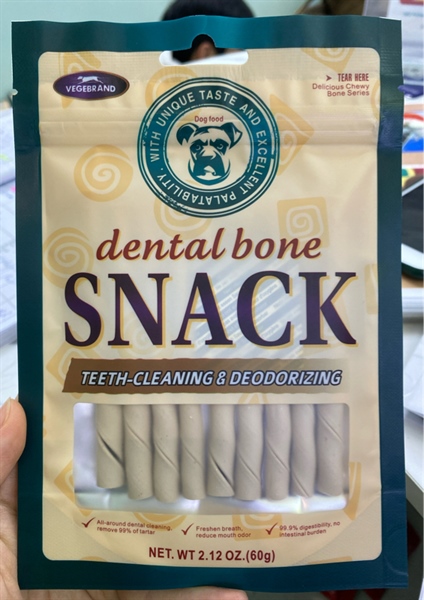 VEGEBRAND
TEAR HERE
Delicious Chewy
Bone Series
WITH UNIQUE TASTE AND EXCELLENT PALATABILITY.
Dog food
dental bone
SNACK
TEETH-CLEANING & DEODORIZING
All-around dental cleaning,
remove 99% of tartar
Freshen breath,
reduce mouth odor
99.9% digestibility, no
intestinal burden
NET. WT 2.12 OZ.(60g)